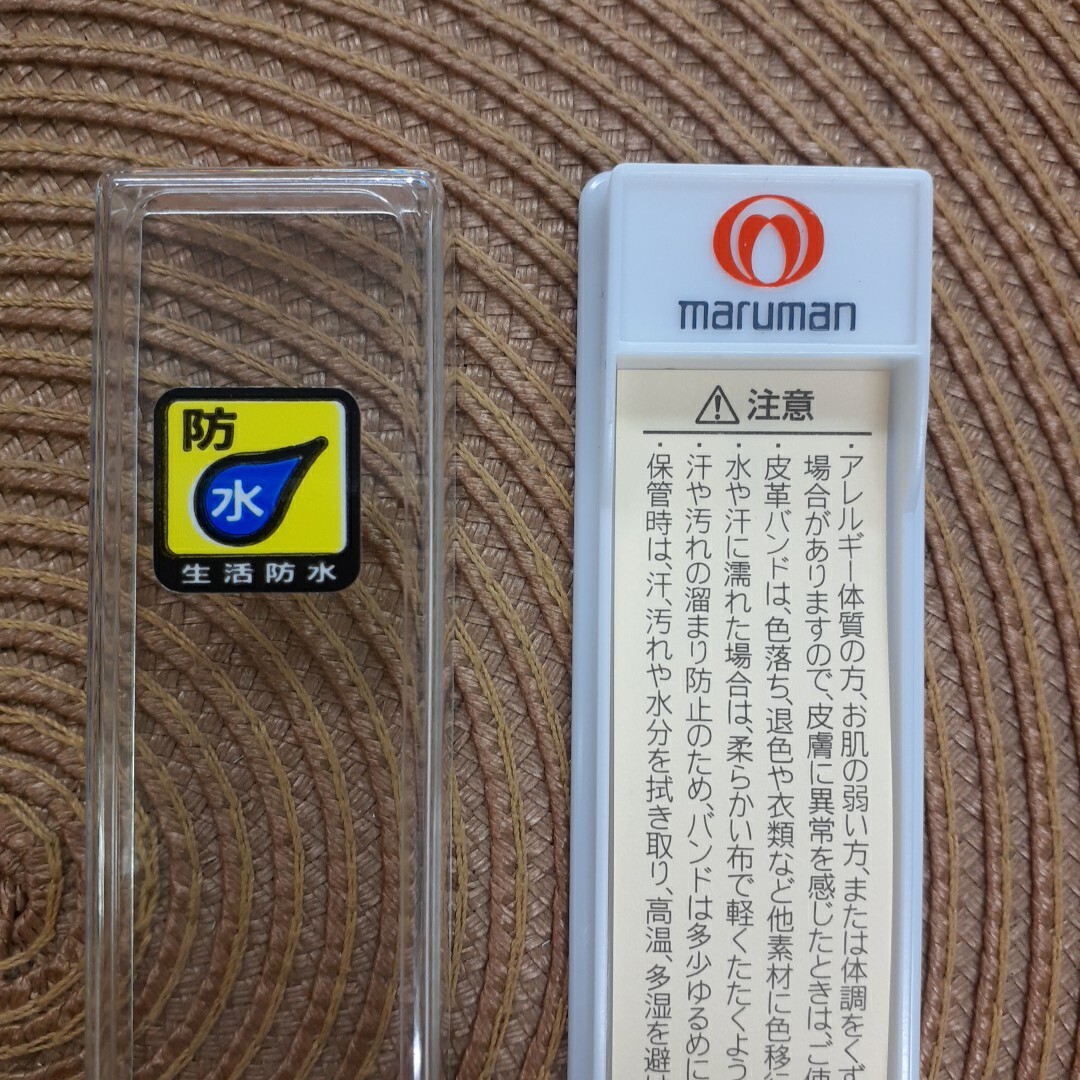 防
水
生活防水
maruman
注意
・アレルギー体質の方、お肌の弱い方、または体調をくず
場合がありますので、皮膚に異常を感じたときは、ご使
・皮革バンドは、色落ち、退色や衣類など他素材に色移
・水や汗に濡れた場合は、柔らかい布で軽くたたくよう
・汗や汚れの溜まり防止のため、バンドは多少ゆるめに
・保管時は、汗、汚れや水分を拭き取り、高温、多湿を避